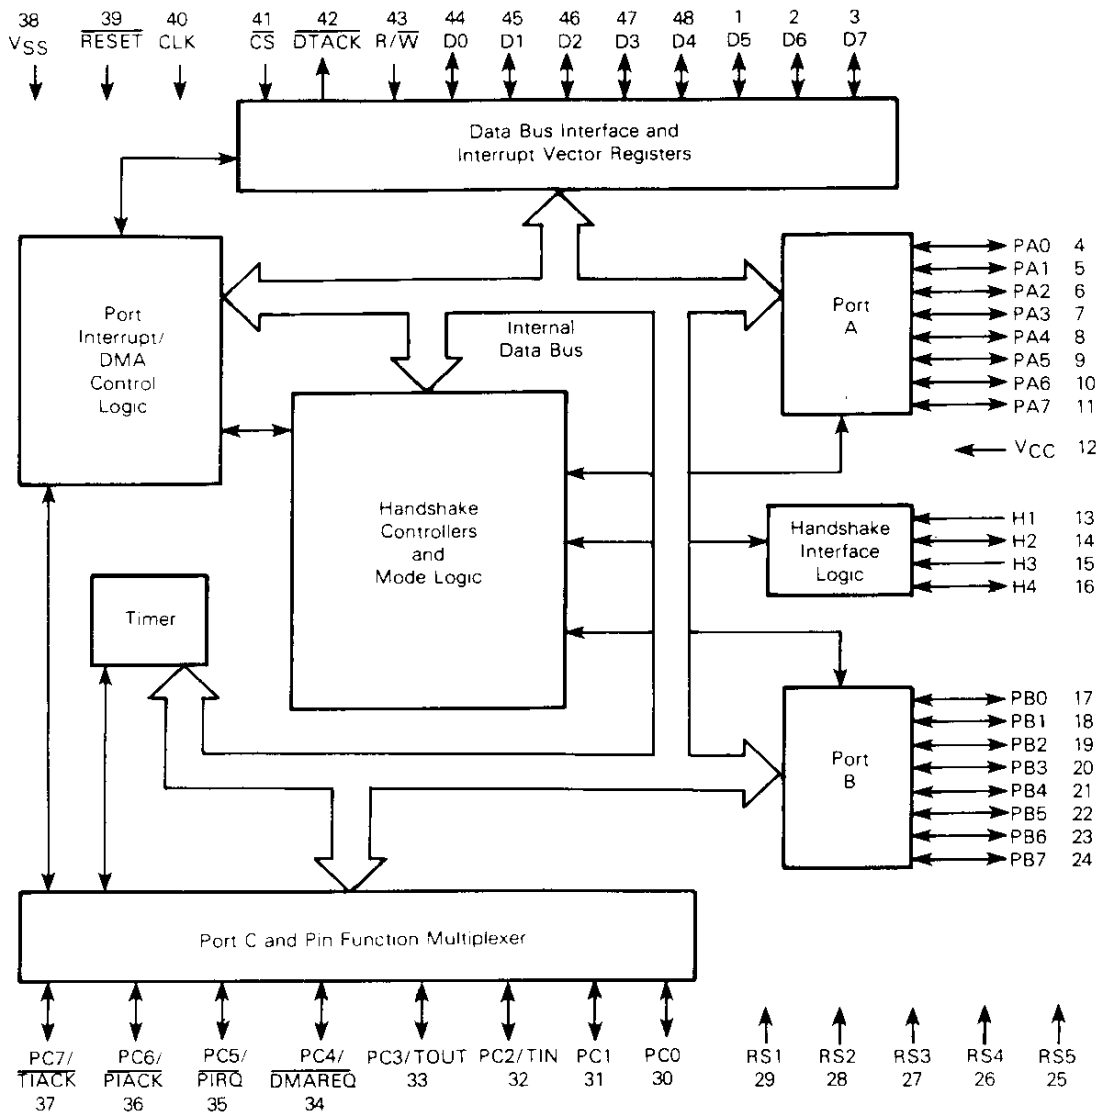 38 39 40 41 42 43 44 45 46 47 48 1 2 3
VSS RESET CLK CS DTACK R/W D0 D1 D2 D3 D4 D5 D6 D7
Data Bus Interface and
Interrupt Vector Registers
Port
Interrupt/
DMA
Control
Logic
Internal
Data Bus
Port
A
PA0 4
PA1 5
PA2 6
PA3 7
PA4 8
PA5 9
PA6 10
PA7 11
VCC 12
Handshake
Controllers
and
Mode Logic
Handshake
Interface
Logic
H1 13
H2 14
H3 15
H4 16
Timer
Port
B
PB0 17
PB1 18
PB2 19
PB3 20
PB4 21
PB5 22
PB6 23
PB7 24
Port C and Pin Function Multiplexer
PC7/ PC6/ PC5/ PC4/ PC3/TOUT PC2/TIN PC1 PC0 RS1 RS2 RS3 RS4 RS5
TIACK PIACK PIRQ DMAREQ 33 32 31 30 29 28 27 26 25
37 36 35 34